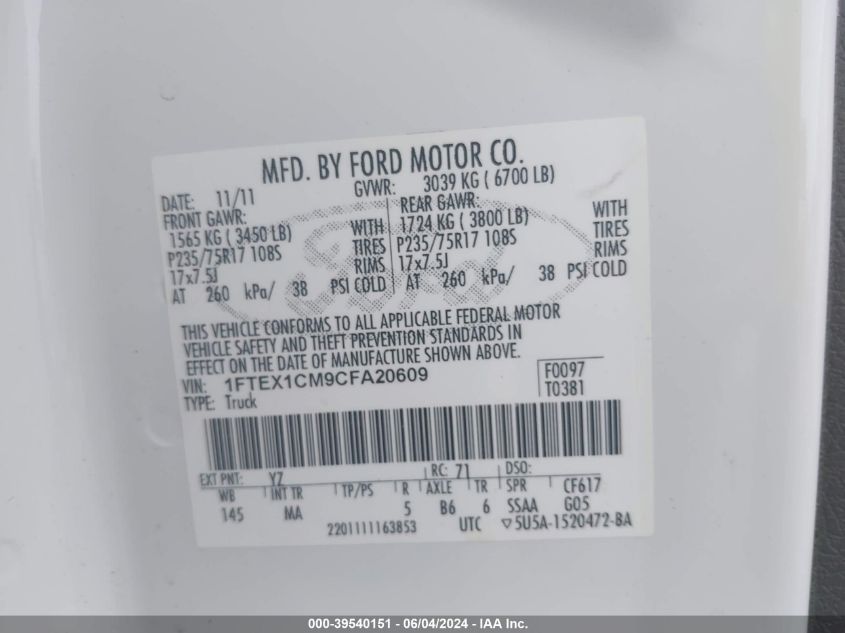 MFD. BY FORD MOTOR CO.
DATE: 11/11 GVWR: 3039 KG ( 6700 LB)
FRONT GAWR: REAR GAWR:
1565 KG ( 3450 LB) WITH 1724 KG ( 3800 LB) WITH
P235/75R17 108S TIRES P235/75R17 108S TIRES
17x7.5J RIMS 17x7.5J RIMS
AT 260 kPa/ 38 PSI COLD AT 260 kPa/ 38 PSI COLD
Ford
THIS VEHICLE CONFORMS TO ALL APPLICABLE FEDERAL MOTOR
VEHICLE SAFETY AND THEFT PREVENTION STANDARDS IN
EFFECT ON THE DATE OF MANUFACTURE SHOWN ABOVE.
VIN: 1FTEX1CM9CFA20609 F0097
TYPE: Truck T0381
EXT PNT: YZ RC: 71 DSO:
WB INT TR TP/PS R AXLE TR SPR CF617
145 MA 5 B6 6 SSAA G05
2201111163853 UTC ▽5U5A-1520472-BA
000-39540151 - 06/04/2024 - IAA Inc.